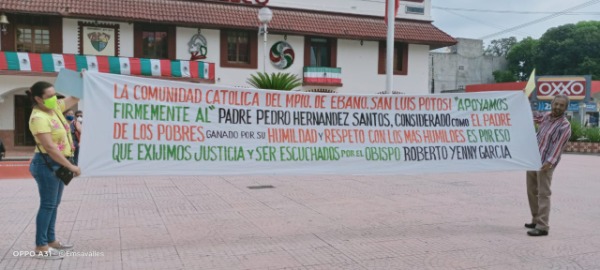 LA COMUNIDAD CATOLICA DEL MPIO. DE EBANO. SAN LUIS POTOSI "APOYAMOS
FIRMEMENTE AL" PADRE PEDRO HERNANDEZ SANTOS, CONSIDERADO COMO EL PADRE
DE LOS POBRES GANADO POR SU HUMILDAD Y RESPETO CON LOS MAS HUMILDES ES POR ESO
QUE EXIJIMOS JUSTICIA Y SER ESCUCHADOS POR EL OBISPO ROBERTO YENNY GARCIA
OXXO
OPPO A31 · @Emsavalles